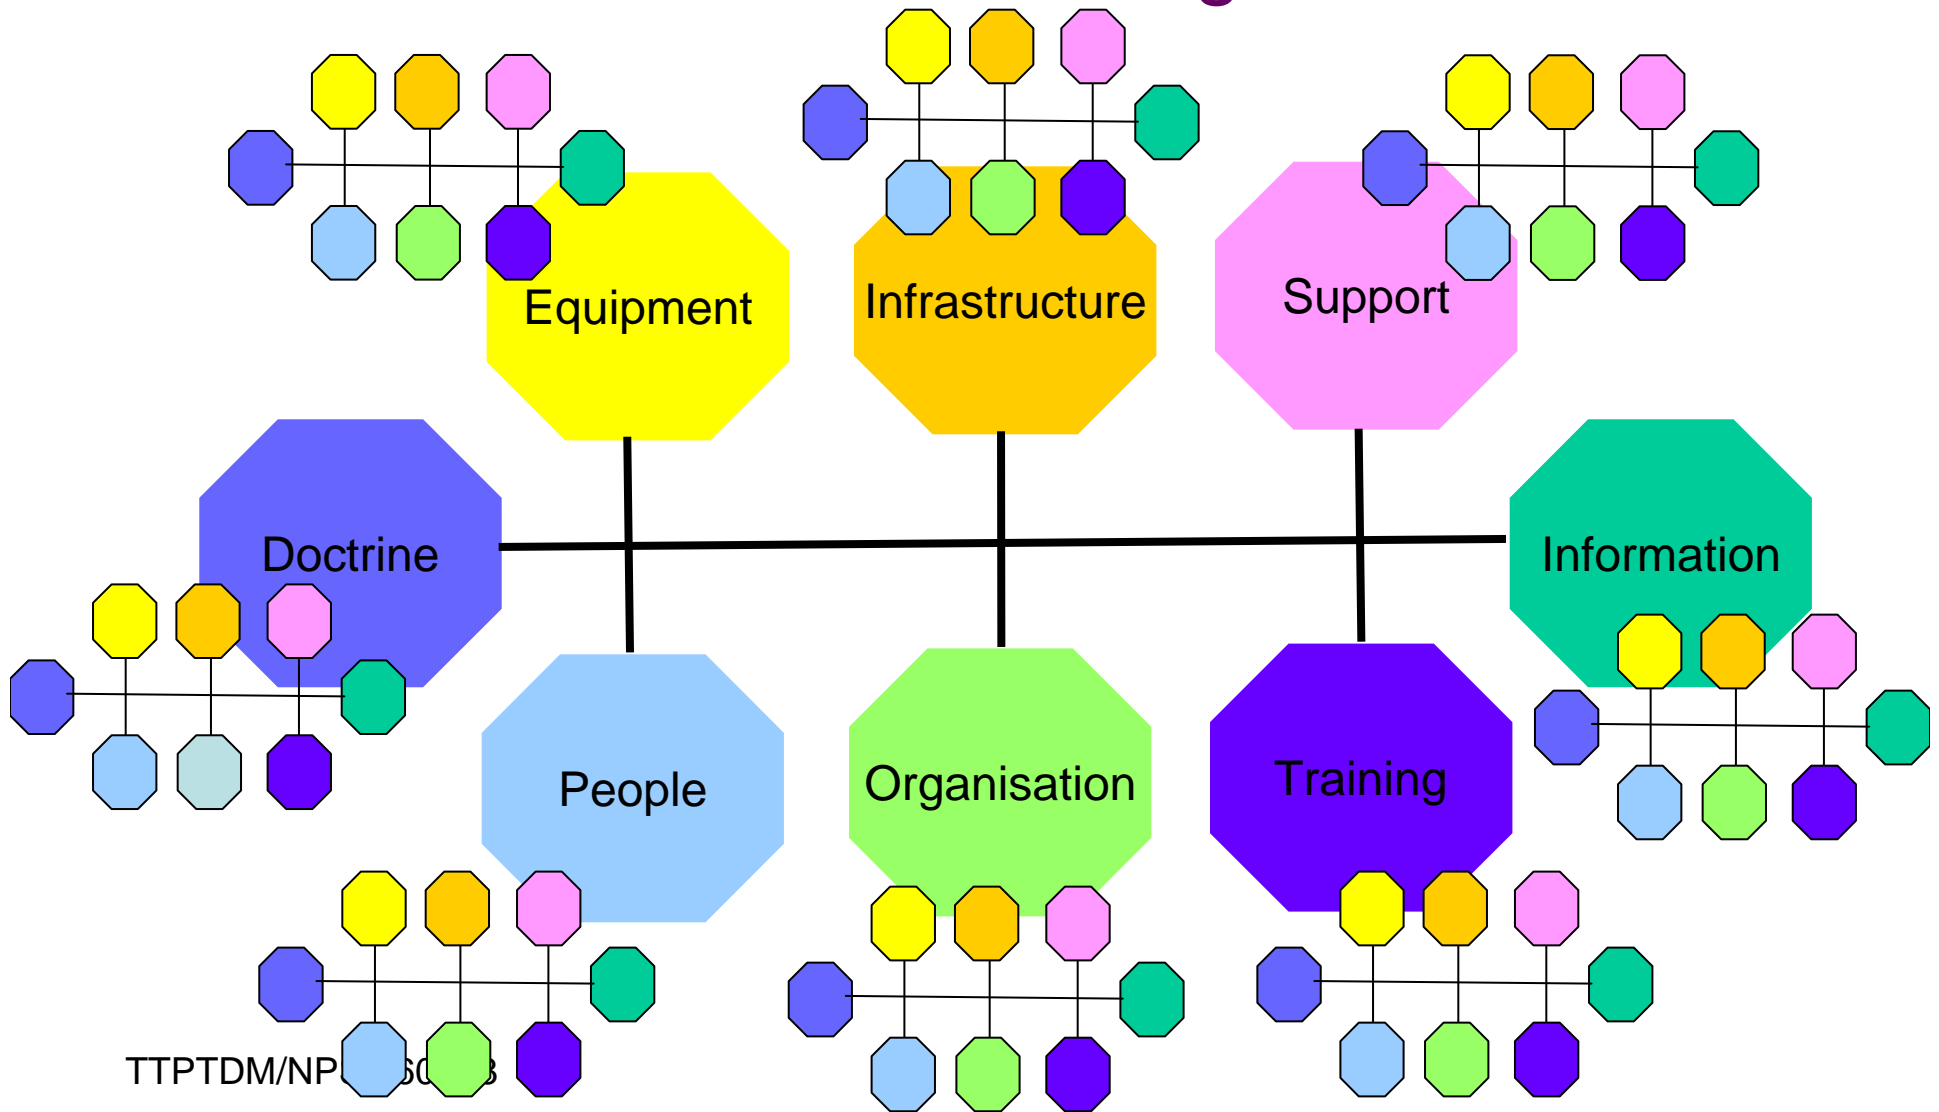 Equipment
Infrastructure
Support
Doctrine
Information
People
Organisation
Training